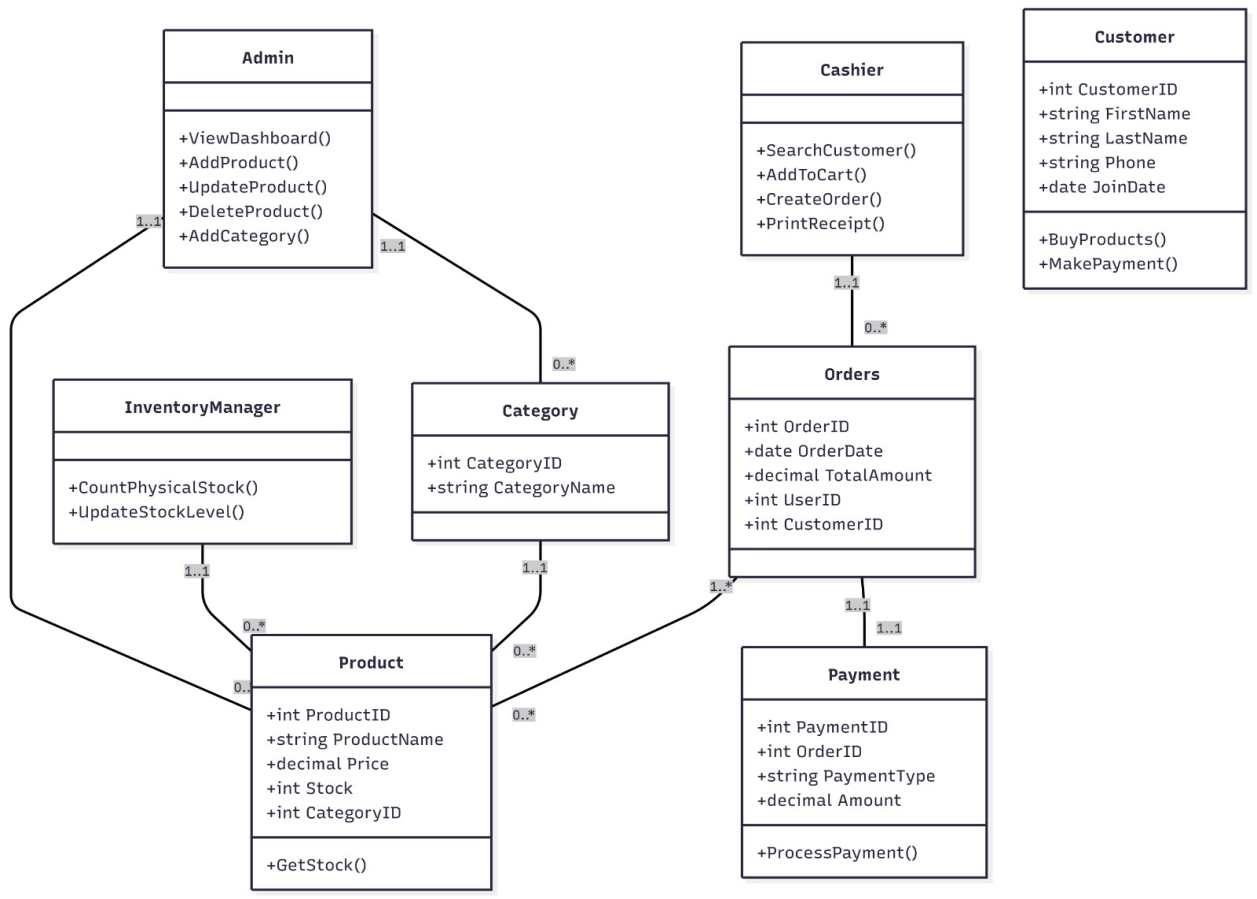 Admin
+ViewDashboard()
+AddProduct()
+UpdateProduct()
+DeleteProduct()
+AddCategory()
1..1
1..1
Cashier
+SearchCustomer()
+AddToCart()
+CreateOrder()
+PrintReceipt()
1..1
0..*
Customer
+int CustomerID
+string FirstName
+string LastName
+string Phone
+date JoinDate
+BuyProducts()
+MakePayment()
InventoryManager
+CountPhysicalStock()
+UpdateStockLevel()
1..1
0..*
0..*
Category
+int CategoryID
+string CategoryName
1..1
0..*
Orders
+int OrderID
+date OrderDate
+decimal TotalAmount
+int UserID
+int CustomerID
1..*
1..1
1..1
Product
0..
0..*
+int ProductID
+string ProductName
+decimal Price
+int Stock
+int CategoryID
+GetStock()
Payment
+int PaymentID
+int OrderID
+string PaymentType
+decimal Amount
+ProcessPayment()